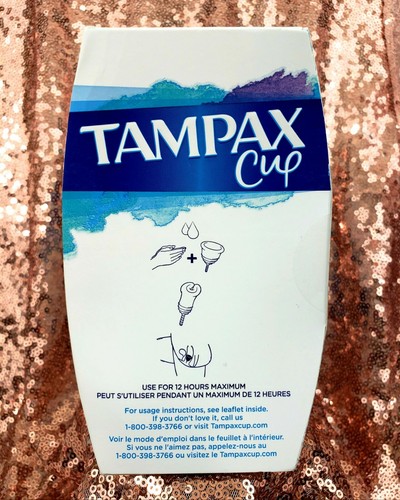 TAMPAX
Cup
+
USE FOR 12 HOURS MAXIMUM
PEUT S'UTILISER PENDANT UN MAXIMUM DE 12 HEURES
For usage instructions, see leaflet inside.
If you don't love it, call us
1-800-398-3766 or visit Tampaxcup.com
Voir le mode d'emploi dans le feuillet à l'intérieur.
Si vous ne l'aimez pas, appelez-nous au
1-800-398-3766 ou visitez le Tampaxcup.com